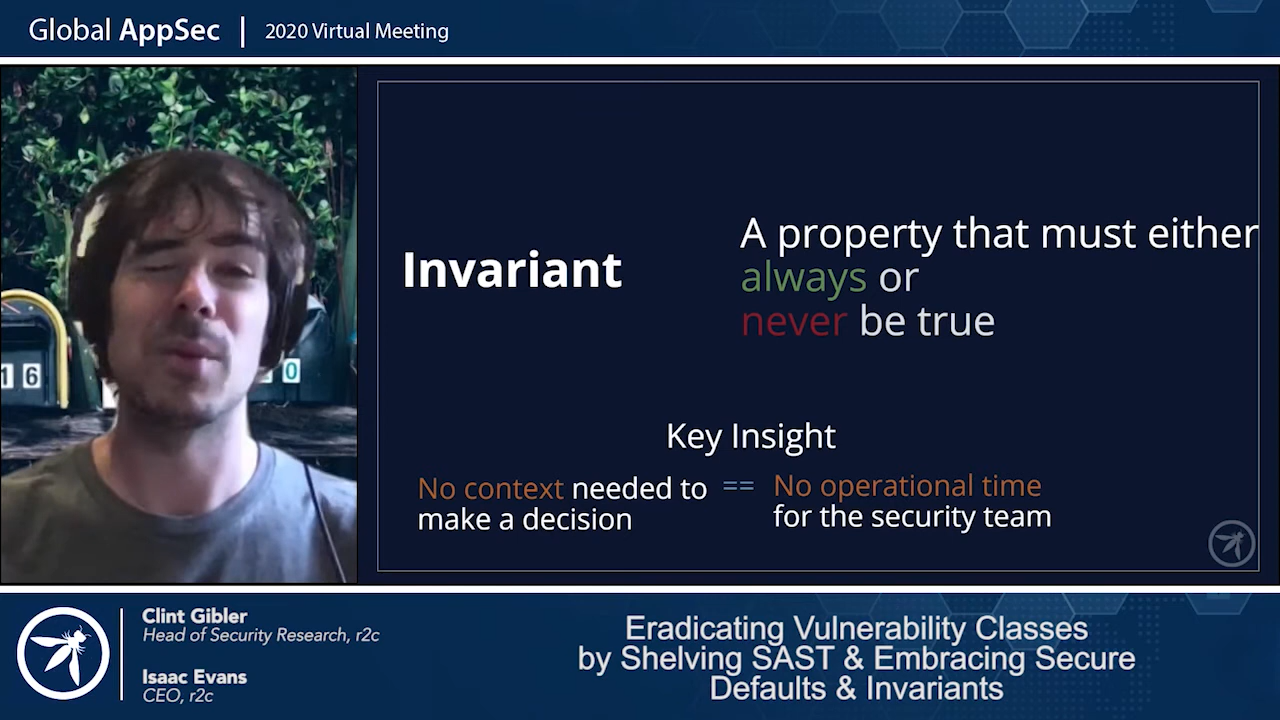 Global AppSec | 2020 Virtual Meeting
16
0
Invariant
A property that must either
always or
never be true
Key Insight
No context needed to
make a decision
==
No operational time
for the security team
Clint Gibler
Head of Security Research, r2c
Isaac Evans
CEO, r2c
Eradicating Vulnerability Classes
by Shelving SAST & Embracing Secure
Defaults & Invariants